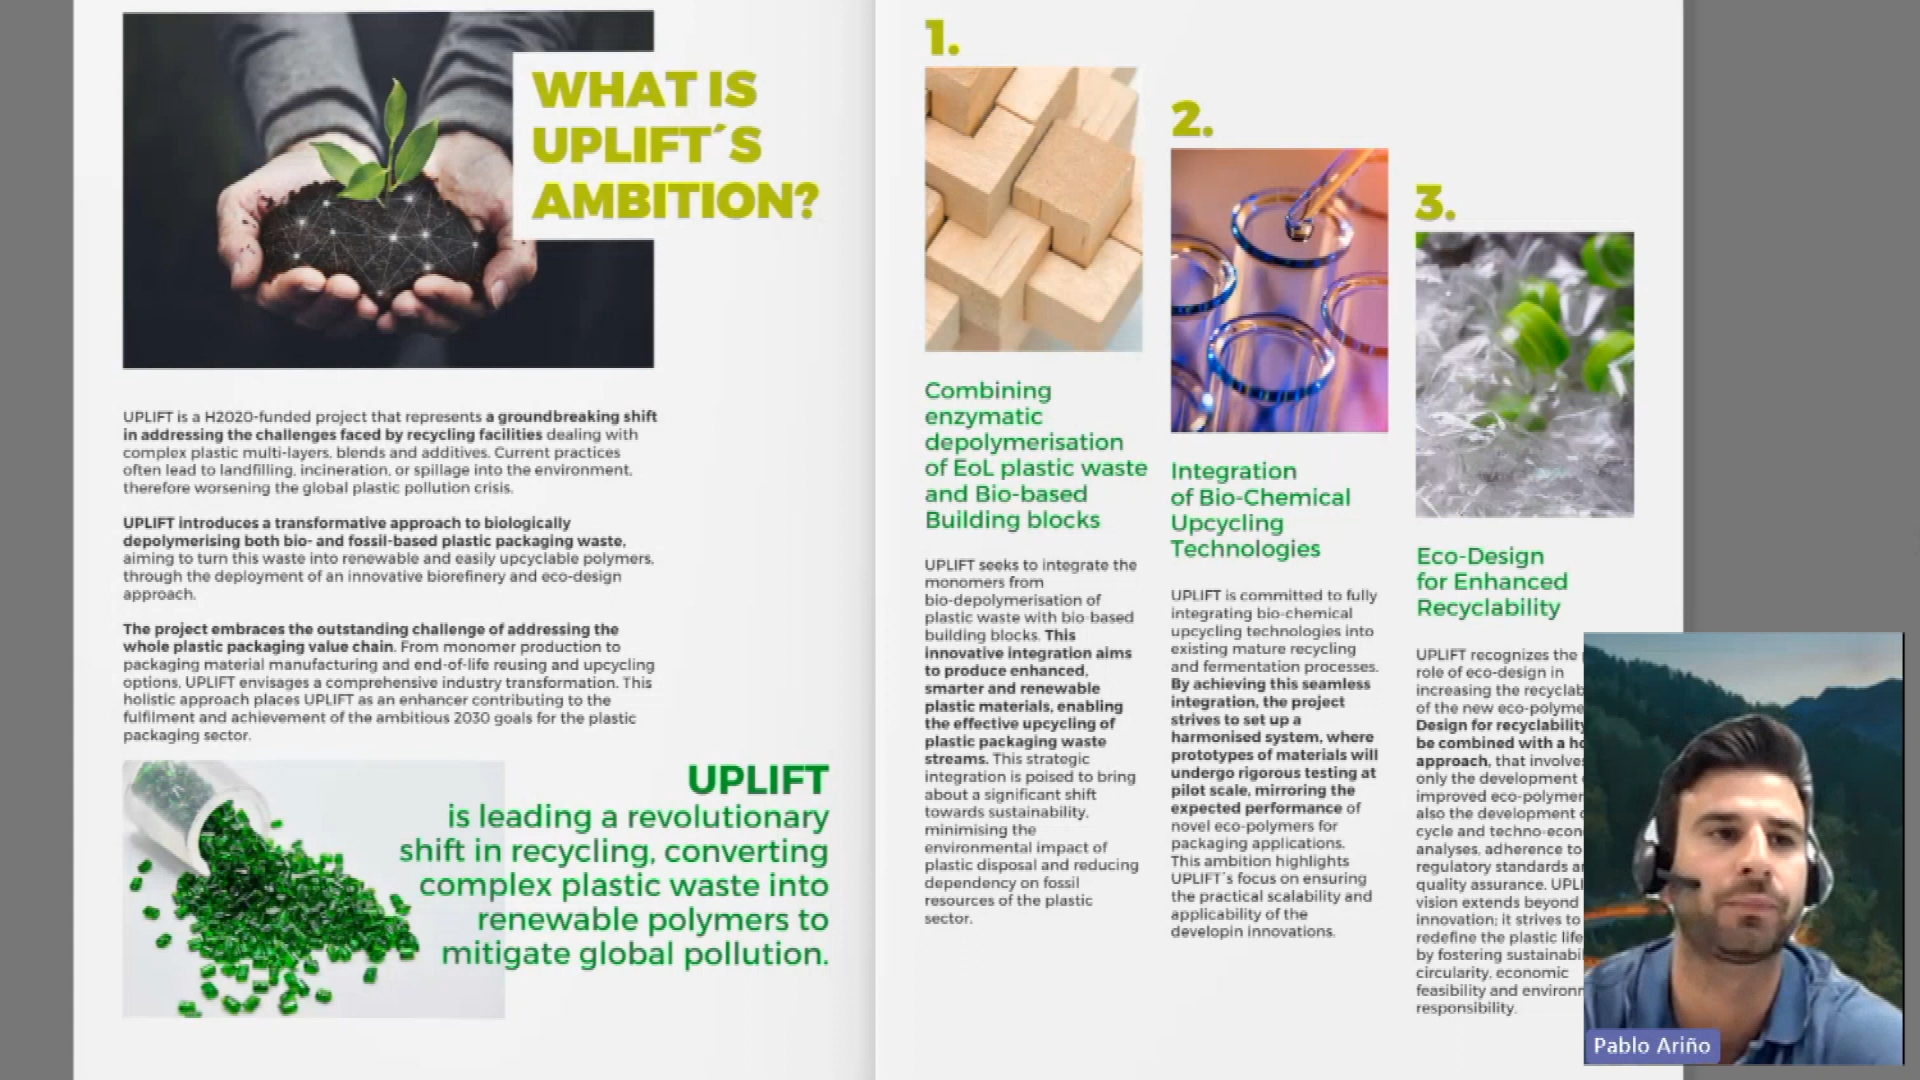 WHAT IS
UPLIFT´S
AMBITION?
UPLIFT is a H2020-funded project that represents a groundbreaking shift
in addressing the challenges faced by recycling facilities dealing with
complex plastic multi-layers, blends and additives. Current practices
often lead to landfilling, incineration, or spillage into the environment,
therefore worsening the global plastic pollution crisis.
UPLIFT introduces a transformative approach to biologically
depolymerising both bio- and fossil-based plastic packaging waste,
aiming to turn this waste into renewable and easily upcyclable polymers,
through the deployment of an innovative biorefinery and eco-design
approach.
The project embraces the outstanding challenge of addressing the
whole plastic packaging value chain. From monomer production to
packaging material manufacturing and end-of-life reusing and upcycling
options, UPLIFT envisages a comprehensive industry transformation. This
holistic approach places UPLIFT as an enhancer contributing to the
fulfilment and achievement of the ambitious 2030 goals for the plastic
packaging sector.
UPLIFT
is leading a revolutionary
shift in recycling, converting
complex plastic waste into
renewable polymers to
mitigate global pollution.
1.
Combining
enzymatic
depolymerisation
of EoL plastic waste
and Bio-based
Building blocks
UPLIFT seeks to integrate the
monomers from
bio-depolymerisation of
plastic waste with bio-based
building blocks. This
innovative integration aims
to produce enhanced,
smarter and renewable
plastic materials, enabling
the effective upcycling of
plastic packaging waste
streams. This strategic
integration is poised to bring
about a significant shift
towards sustainability,
minimising the
environmental impact of
plastic disposal and reducing
dependency on fossil
resources of the plastic
sector.
2.
Integration
of Bio-Chemical
Upcycling
Technologies
UPLIFT is committed to fully
integrating bio-chemical
upcycling technologies into
existing mature recycling
and fermentation processes.
By achieving this seamless
integration, the project
strives to set up a
harmonised system, where
prototypes of materials will
undergo rigorous testing at
pilot scale, mirroring the
expected performance of
novel eco-polymers for
packaging applications.
This ambition highlights
UPLIFT´s focus on ensuring
the practical scalability and
applicability of the
developin innovations.
3.
Eco-Design
for Enhanced
Recyclability
UPLIFT recognizes the
role of eco-design in
increasing the
of the new
Design for recyclability
be combined with a
approach, that
only the development
improved
also the development
cycle and
analyses, adherence to
regulatory standards
quality assurance.
vision extends beyond
innovation; it strives to
redefine the plastic
by fostering
circularity, economic
feasibility and
responsibility.
Pablo Ariño